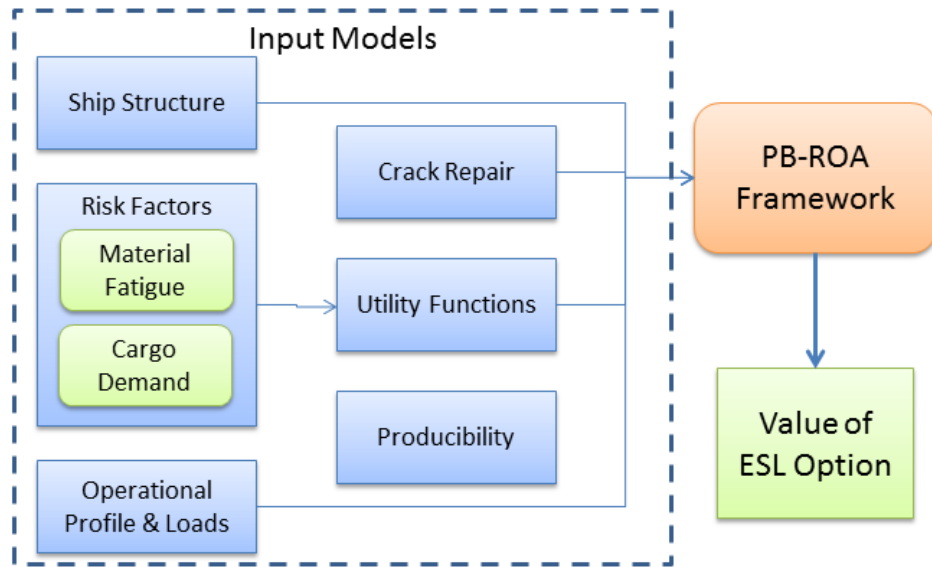 Input Models
Ship Structure
Crack Repair
Risk Factors
Material
Fatigue
Cargo
Demand
Utility Functions
Producibility
Operational
Profile & Loads
PB-ROA
Framework
Value of
ESL Option